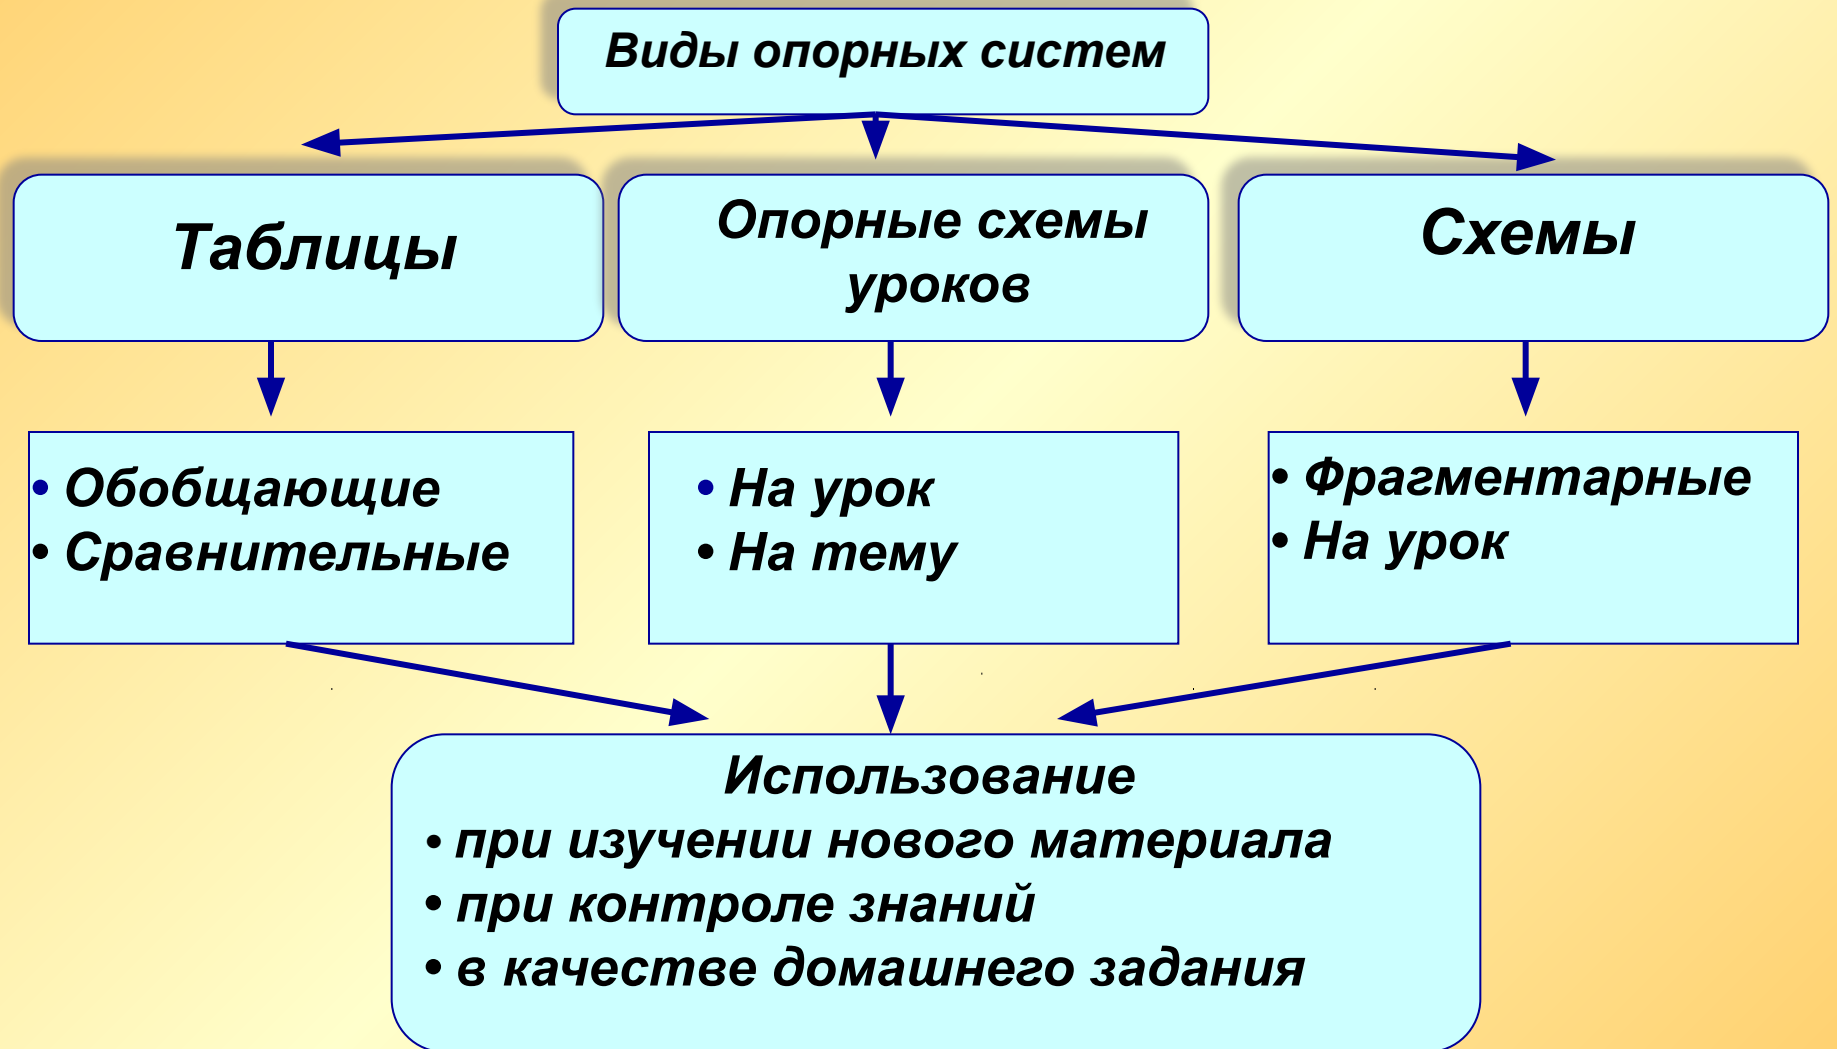 Виды опорных систем
Таблицы
Опорные схемы
уроков
Схемы
• Обобщающие
• Сравнительные
• На урок
• На тему
• Фрагментарные
• На урок
Использование
• при изучении нового материала
• при контроле знаний
• в качестве домашнего задания